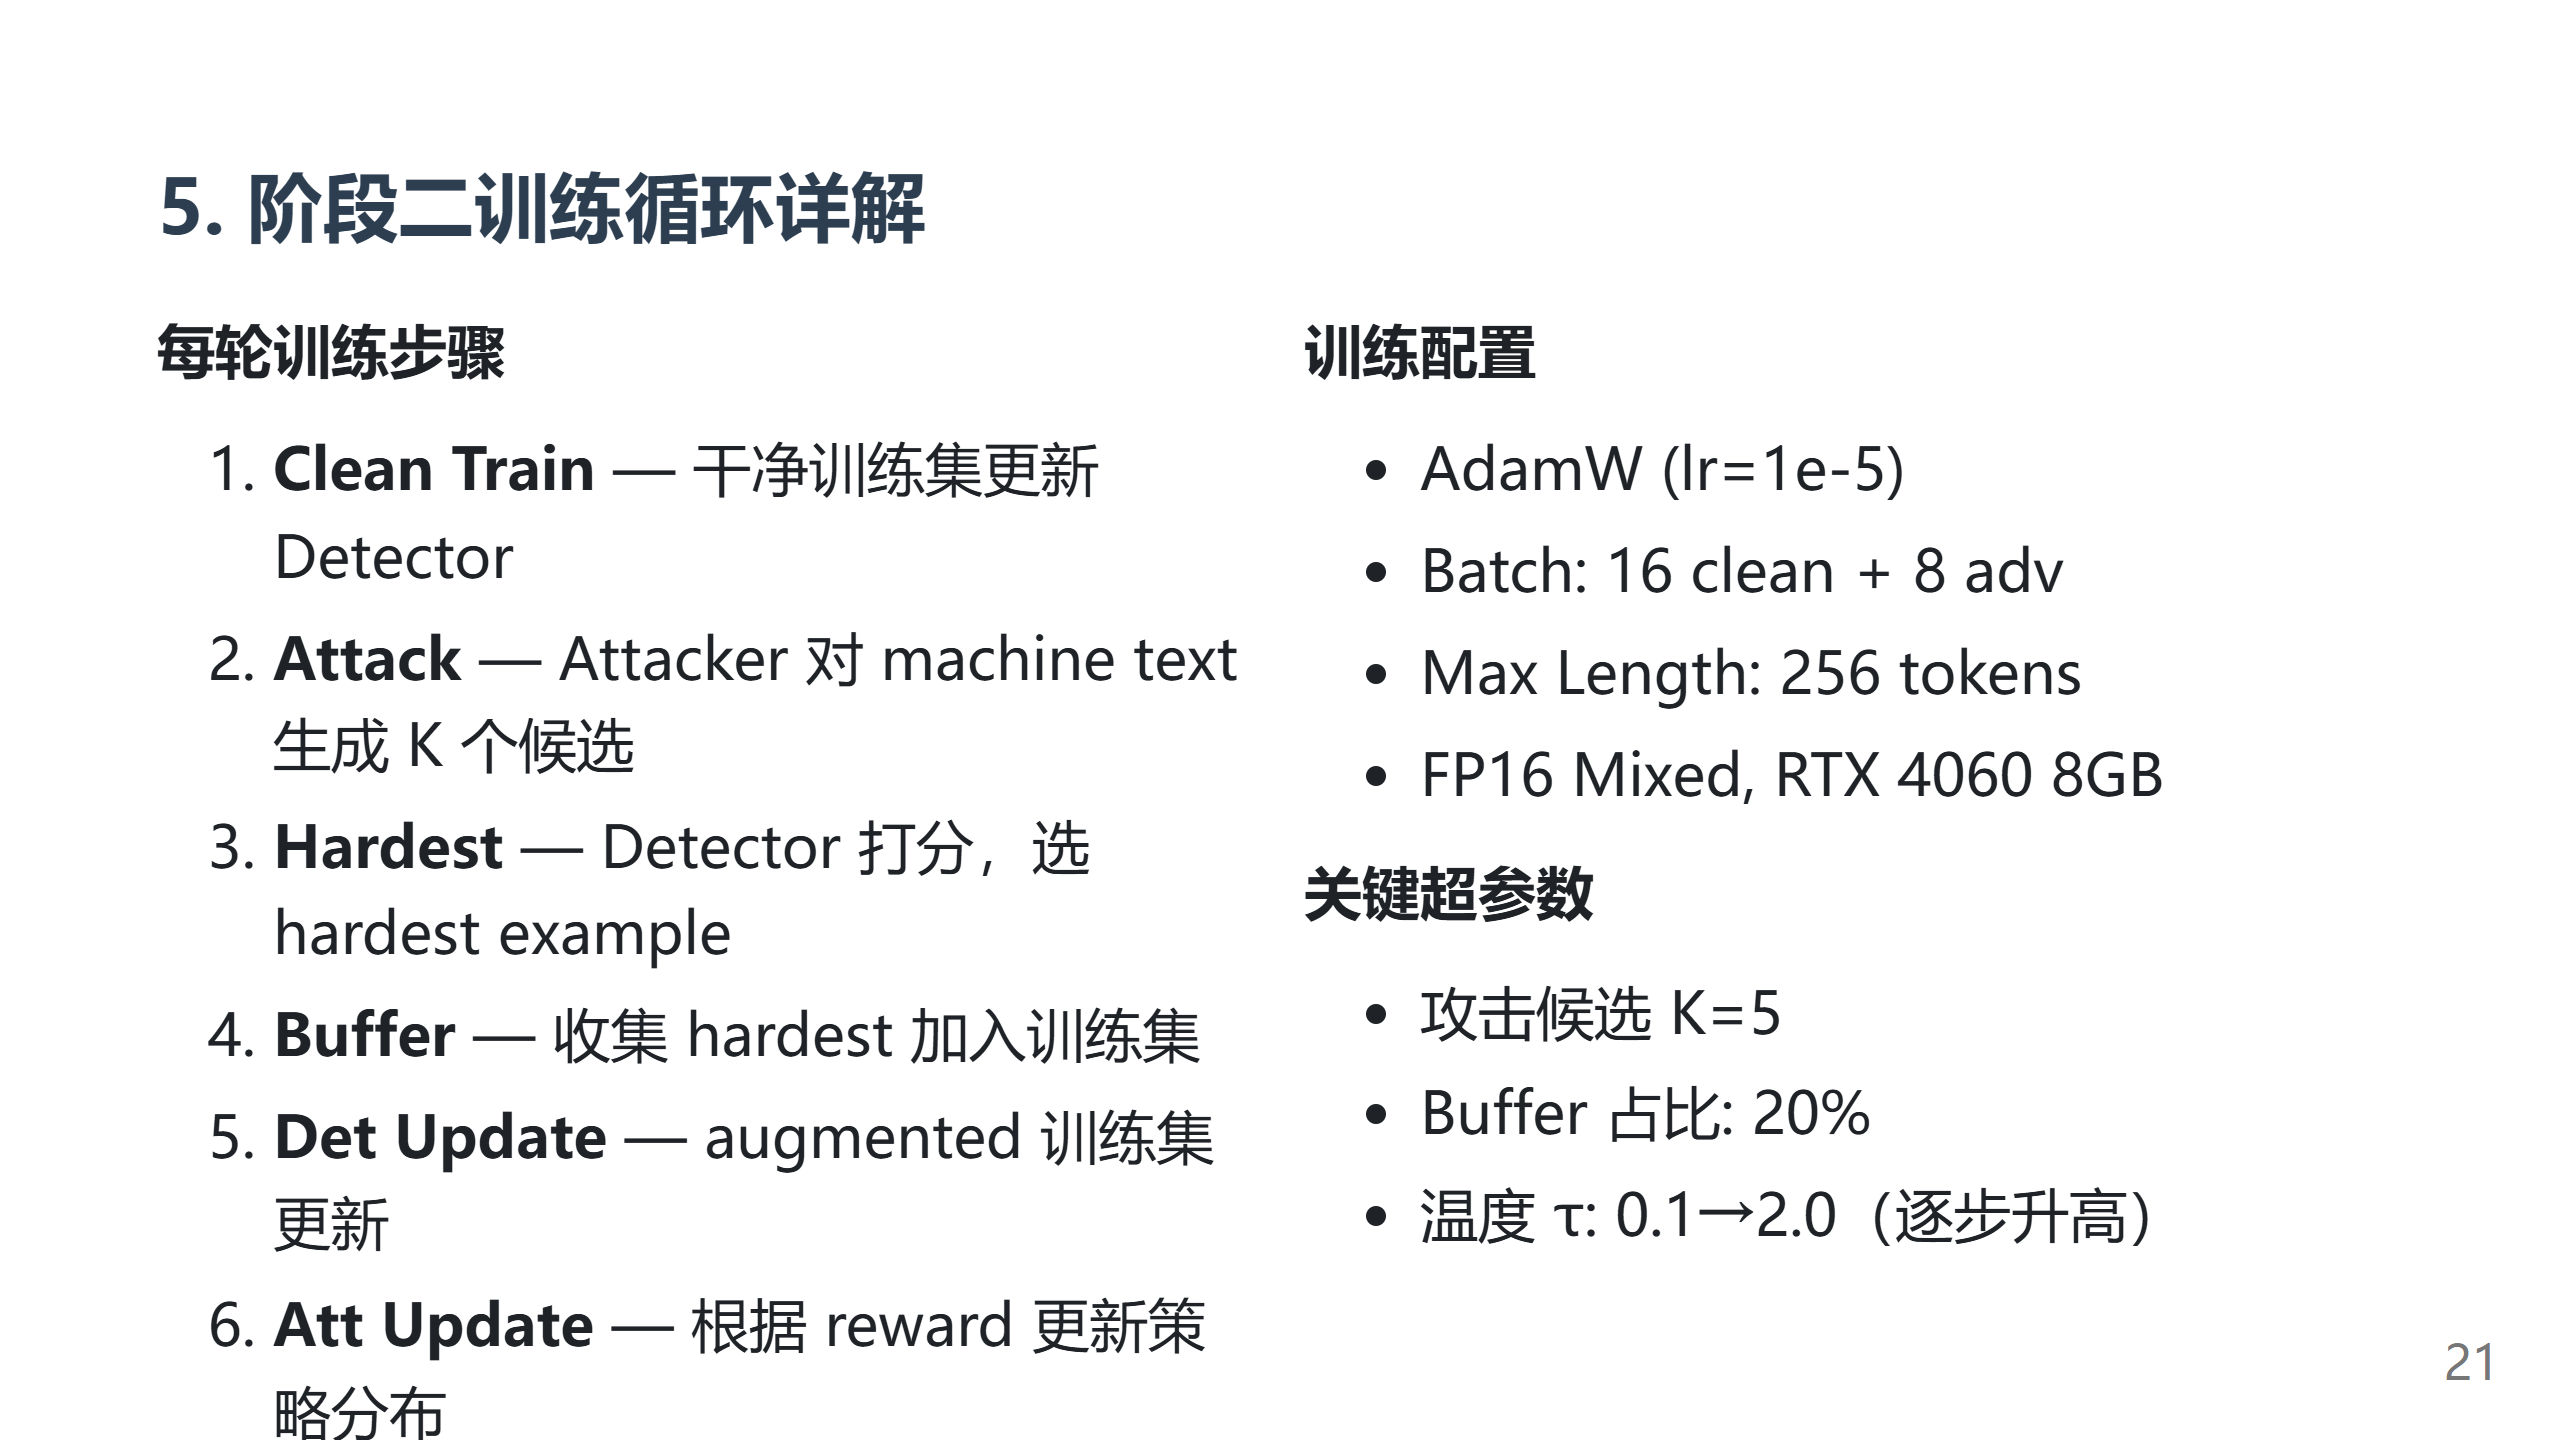 5. 阶段二训练循环详解
每轮训练步骤
1. Clean Train — 干净训练集更新
Detector
2. Attack — Attacker 对 machine text
生成 K 个候选
3. Hardest — Detector 打分，选
hardest example
4. Buffer — 收集 hardest 加入训练集
5. Det Update — augmented 训练集
更新
6. Att Update — 根据 reward 更新策
略分布
训练配置
• AdamW (lr=1e-5)
• Batch: 16 clean + 8 adv
• Max Length: 256 tokens
• FP16 Mixed, RTX 4060 8GB
关键超参数
• 攻击候选 K=5
• Buffer 占比: 20%
• 温度 τ: 0.1→2.0（逐步升高）
21